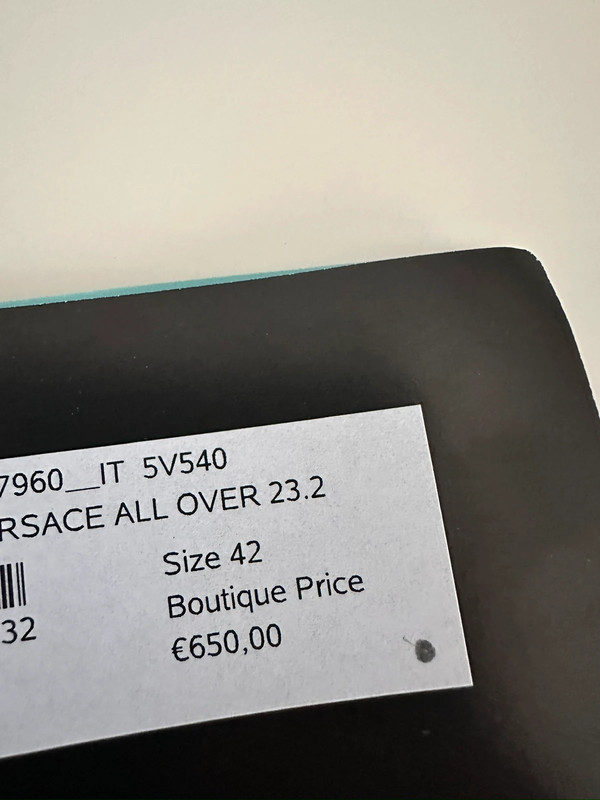 7960__IT 5V540
RSACE ALL OVER 23.2
Size 42
Boutique Price
32
€650,00